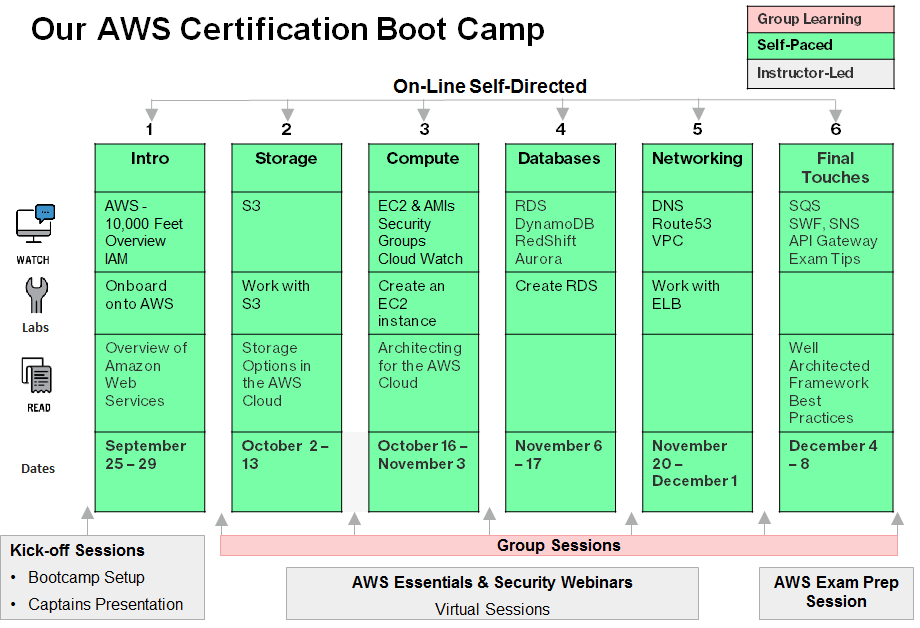 Our AWS Certification Boot Camp
Group Learning
Self-Paced
Instructor-Led
On-Line Self-Directed
1
2
3
4
5
6
Intro
Storage
Compute
Databases
Networking
Final
Touches
WATCH
AWS -
10,000 Feet
Overview
IAM
S3
EC2 & AMIs
Security
Groups
Cloud Watch
RDS
DynamoDB
RedShift
Aurora
DNS
Route53
VPC
SQS
SWF, SNS
API Gateway
Exam Tips
Labs
Onboard
onto AWS
Work with
S3
Create an
EC2
instance
Create RDS
Work with
ELB
READ
Overview of
Amazon
Web
Services
Storage
Options in
the AWS
Cloud
Architecting
for the AWS
Cloud
Well
Architected
Framework
Best
Practices
Dates
September
25 – 29
October 2 –
13
October 16 –
November 3
November 6
– 17
November
20 –
December 1
December 4
– 8
Kick-off Sessions
• Bootcamp Setup
• Captains Presentation
Group Sessions
AWS Essentials & Security Webinars
Virtual Sessions
AWS Exam Prep
Session